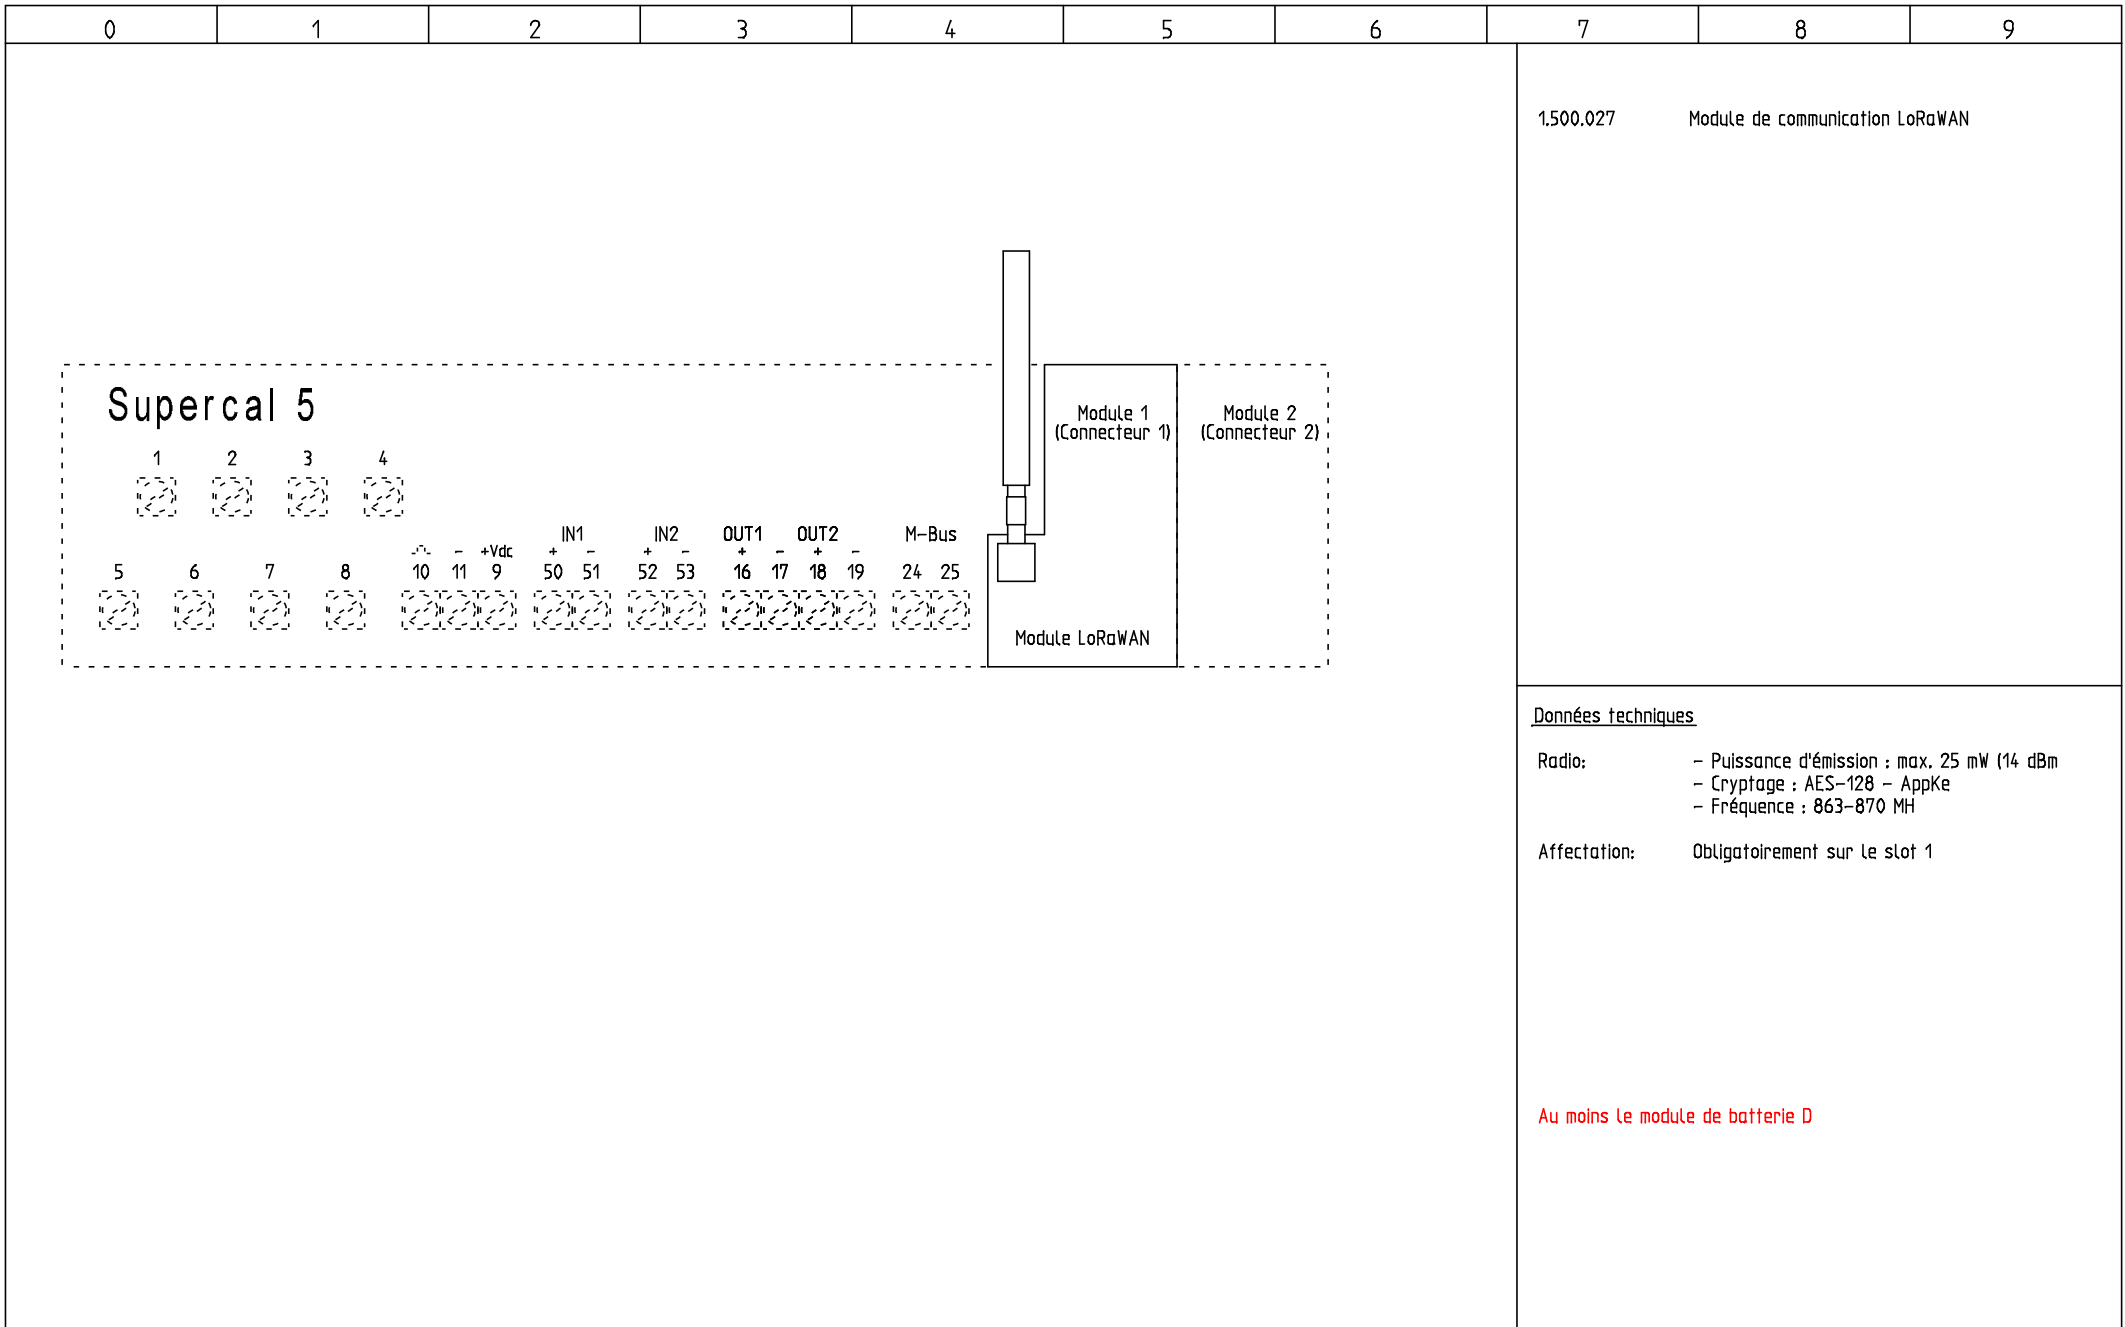 0 1 2 3 4 5 6 7 8 9
1.500.027 Module de communication LoRaWAN
Supercal 5
Module 1
(Connecteur 1)
Module 2
(Connecteur 2)
1 2 3 4
IN1 IN2 OUT1 OUT2 M-Bus
- +Vdc + - + - + - + -
5 6 7 8 10 11 9 50 51 52 53 16 17 18 19 24 25
Module LoRaWAN
Données techniques
Radio: - Puissance d'émission : max. 25 mW (14 dBm
- Cryptage : AES-128 - AppKe
- Fréquence : 863-870 MH
Affectation: Obligatoirement sur le slot 1
Au moins le module de batterie D